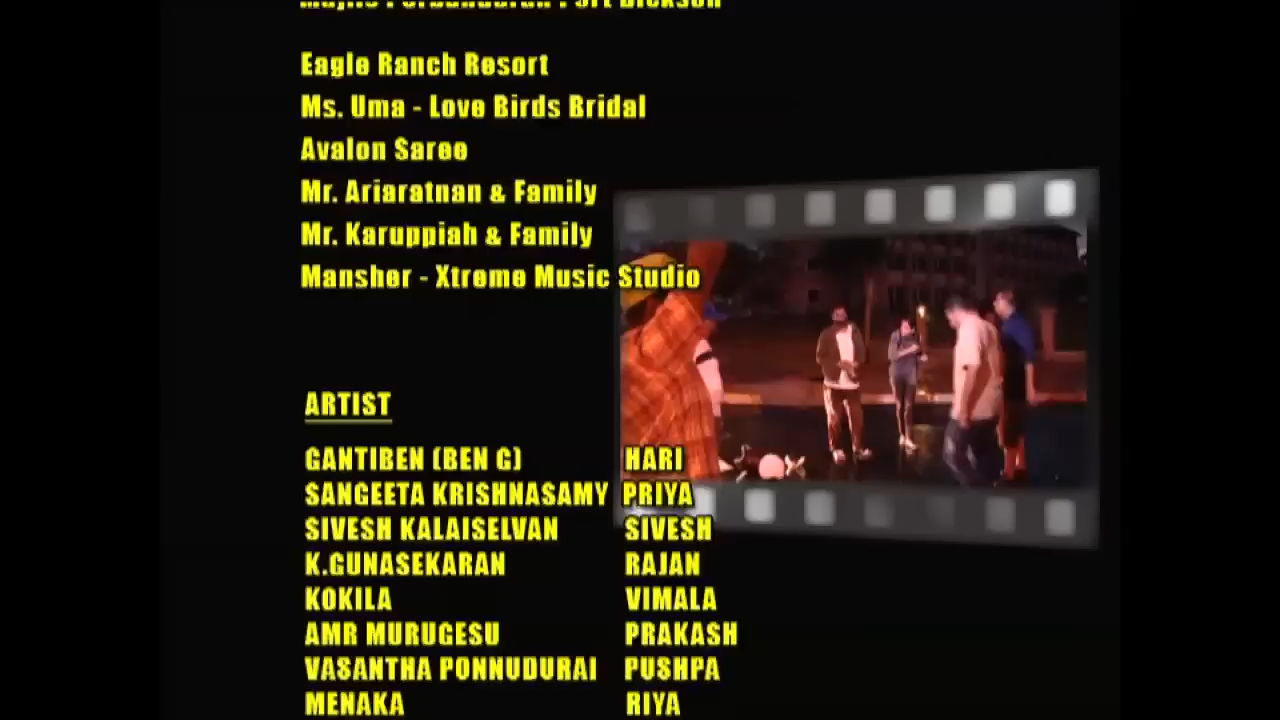 Eagle Ranch Resort
Ms. Uma - Love Birds Bridal
Avalon Saree
Mr. Ariaratnan & Family
Mr. Karuppiah & Family
Mansher - Xtreme Music Studio
ARTIST
GANTIBEN (BEN G) HARI
SANGEETA KRISHNASAMY PRIYA
SIVESH KALAISELVAN SIVESH
K.GUNASEKARAN RAJAN
KOKILA VIMALA
AMR MURUGESU PRAKASH
VASANTHA PONNUDURAI PUSHPA
MENAKA RIYA